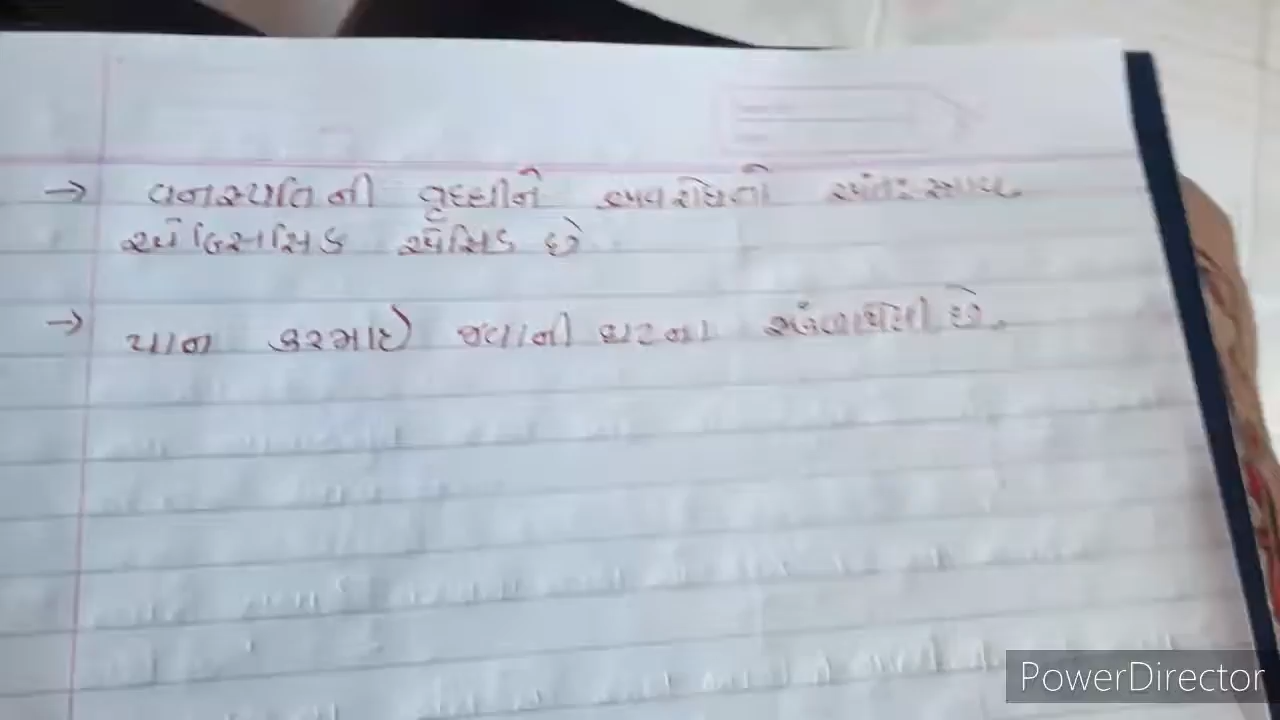 → વનસ્પતિ ની વૃદ્ધીને અવરોધતો અંતઃસ્ત્રાવ
એબ્સિસિક એસિડ છે
→ પાન કરમાઈ જવાની ઘટના સંકળાયેલી છે.
PowerDirector